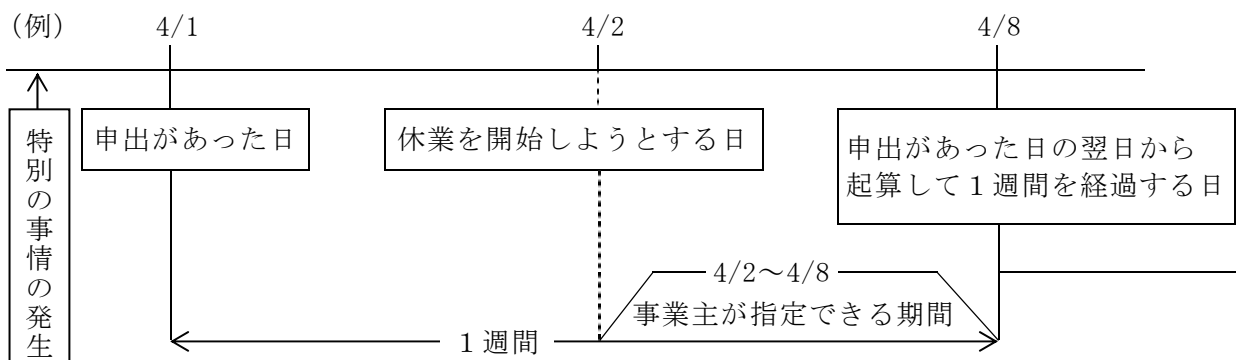 (例)
4/1
4/2
4/8
特別の事情の発生
申出があった日
休業を開始しようとする日
申出があった日の翌日から
起算して１週間を経過する日
4/2～4/8
事業主が指定できる期間
１週間